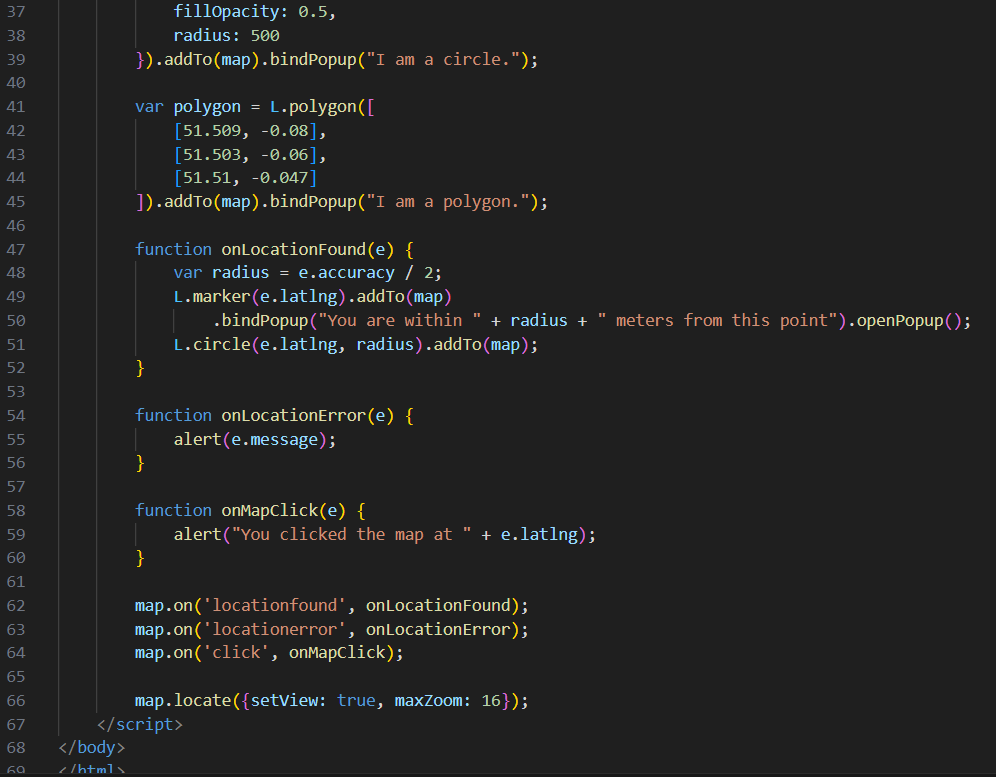 37 fillOpacity: 0.5,
38 radius: 500
39 }).addTo(map).bindPopup("I am a circle.");
40
41 var polygon = L.polygon([
42 [51.509, -0.08],
43 [51.503, -0.06],
44 [51.51, -0.047]
45 ]).addTo(map).bindPopup("I am a polygon.");
46
47 function onLocationFound(e) {
48 var radius = e.accuracy / 2;
49 L.marker(e.latlng).addTo(map)
50 .bindPopup("You are within " + radius + " meters from this point").openPopup();
51 L.circle(e.latlng, radius).addTo(map);
52 }
53
54 function onLocationError(e) {
55 alert(e.message);
56 }
57
58 function onMapClick(e) {
59 alert("You clicked the map at " + e.latlng);
60 }
61
62 map.on('locationfound', onLocationFound);
63 map.on('locationerror', onLocationError);
64 map.on('click', onMapClick);
65
66 map.locate({setView: true, maxZoom: 16});
67 </script>
68 </body>
69 </html>